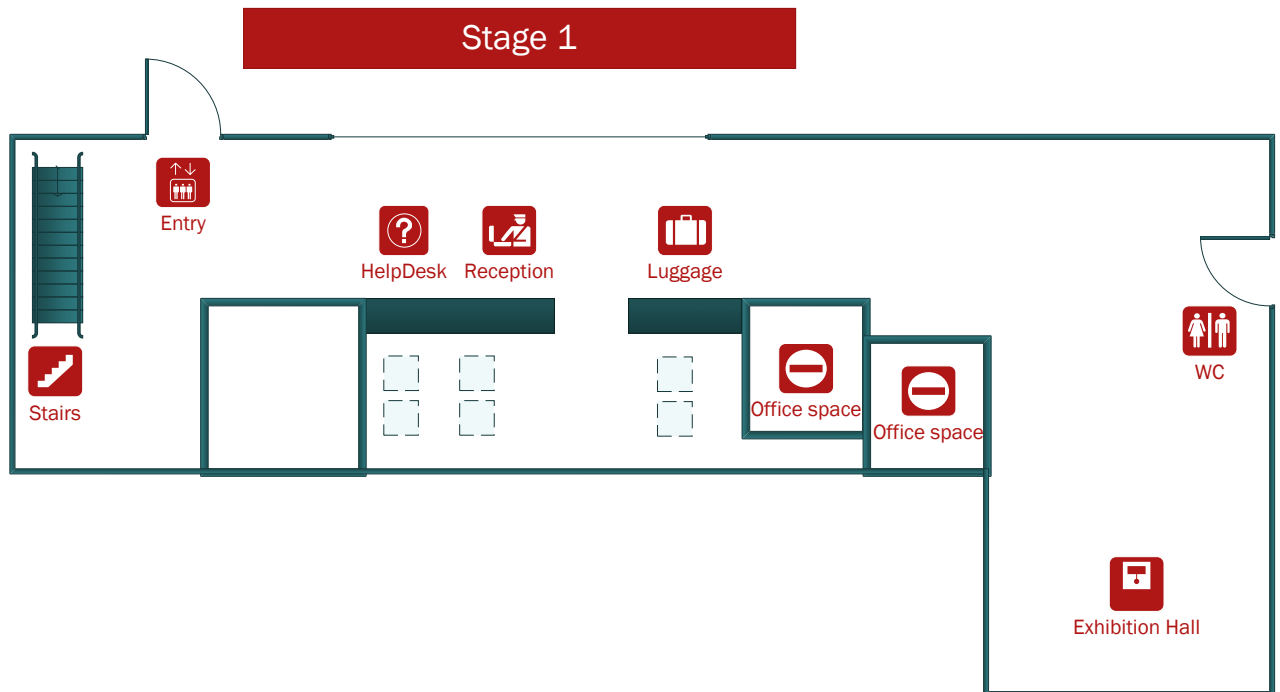 Stage 1
Entry
HelpDesk
Reception
Luggage
Stairs
Office space
Office space
WC
Exhibition Hall